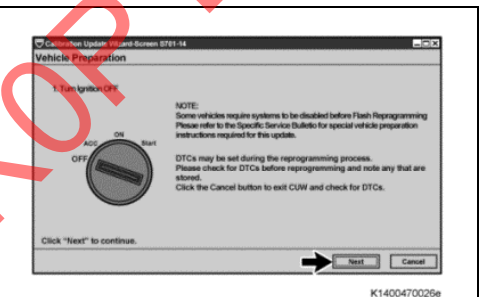 Calibration Update Wizard-Screen S701-14
Vehicle Preparation
1. Turn Ignition OFF
OFF
ACC
ON
Start
NOTE:
Some vehicles require systems to be disabled before Flash Reprogramming
Please refer to the Specific Service Bulletin for special vehicle preparation
instructions required for this update.
DTCs may be set during the reprogramming process.
Please check for DTCs before reprogramming and note any that are
stored.
Click the Cancel button to exit CUW and check for DTCs.
Click "Next" to continue.
Next
Cancel
K1400470026e